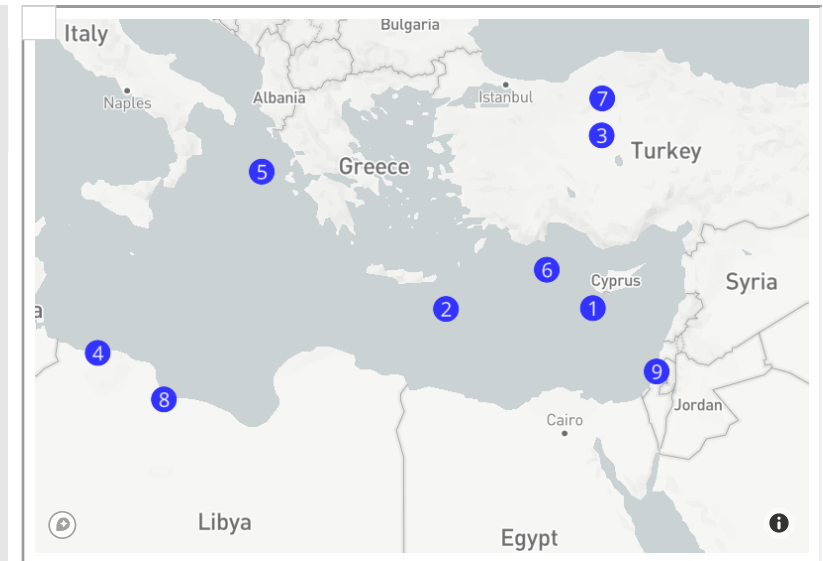 Italy
Bulgaria
Naples
Albania
Istanbul
7
3
Turkey
Greece
5
6
Cyprus
Syria
2
1
a
4
9
8
Jordan
Cairo
Libya
Egypt
i